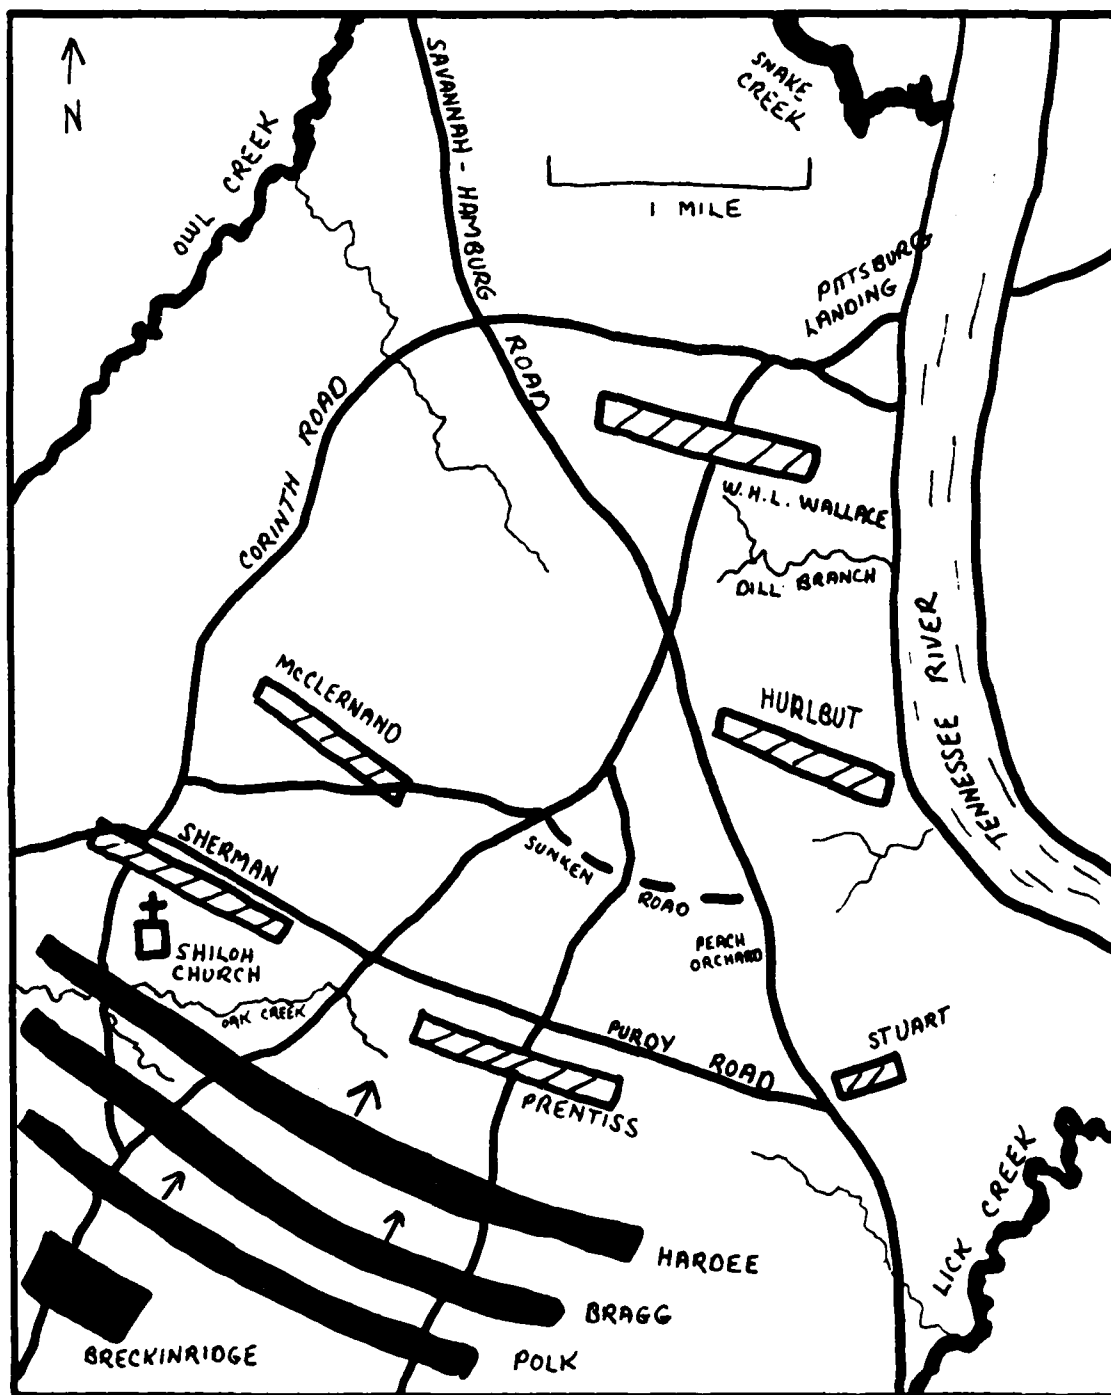 N
OWL CREEK
SAVANNAH - HAMBURG ROAD
SNAKE
CREEK
1 MILE
PITTSBURG
LANDING
CORINTH ROAD
W.H.L. WALLACE
DILL BRANCH
TENNESSEE RIVER
McCLERNAND
HURLBUT
SHERMAN
SUNKEN ROAD
PEACH
ORCHARD
SHILOH
CHURCH
OAK CREEK
PURDY ROAD
STUART
PRENTISS
LICK CREEK
HARDEE
BRAGG
POLK
BRECKINRIDGE